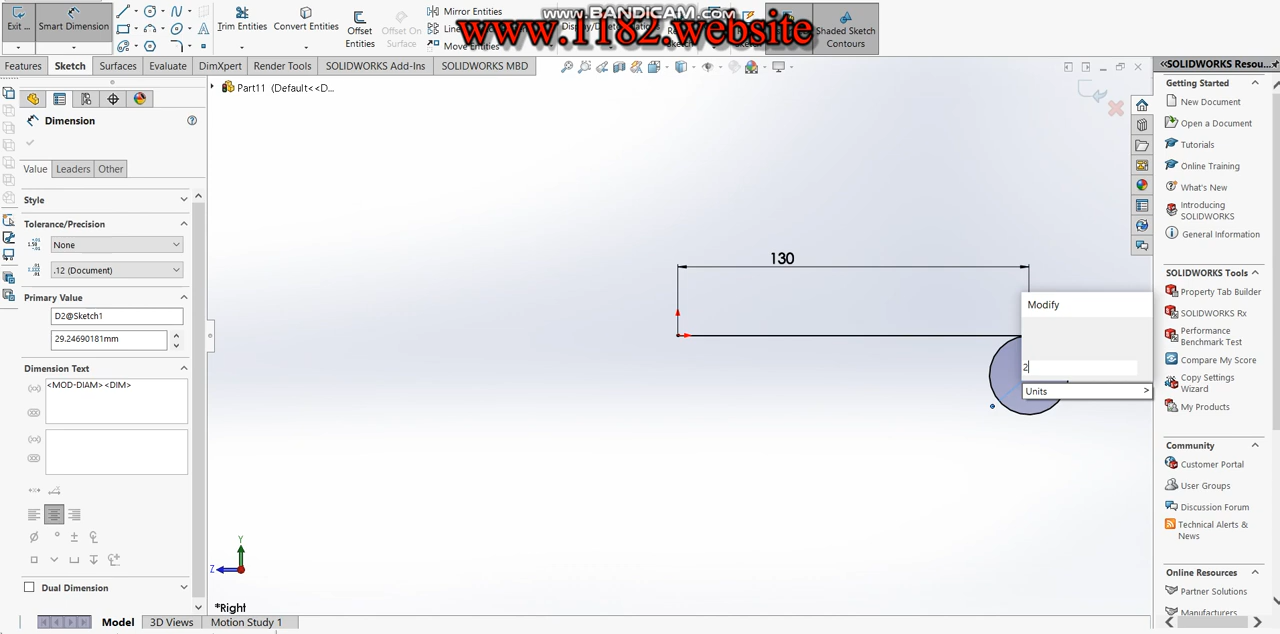 www.BANDICAM.com
www.1182.website
Exit ...
Smart Dimension
Trim Entities
Convert Entities
Offset
Entities
Offset On
Surface
Mirror Entities
Move Entities
Shaded Sketch
Contours
Features
Sketch
Surfaces
Evaluate
DimXpert
Render Tools
SOLIDWORKS Add-Ins
SOLIDWORKS MBD
Part11 (Default<<D...
Dimension
Value
Leaders
Other
Style
Tolerance/Precision
None
.12 (Document)
Primary Value
D2@Sketch1
29.24690181mm
Dimension Text
<MOD-DIAM><DIM>
Dual Dimension
130
Modify
2
Units
Y
Z
*Right
Model
3D Views
Motion Study 1
SOLIDWORKS Resou...
Getting Started
New Document
Open a Document
Tutorials
Online Training
What's New
Introducing
SOLIDWORKS
General Information
SOLIDWORKS Tools
Property Tab Builder
SOLIDWORKS Rx
Performance
Benchmark Test
Compare My Score
Copy Settings
Wizard
My Products
Community
Customer Portal
User Groups
Discussion Forum
Technical Alerts &
News
Online Resources
Partner Solutions
Manufacturers